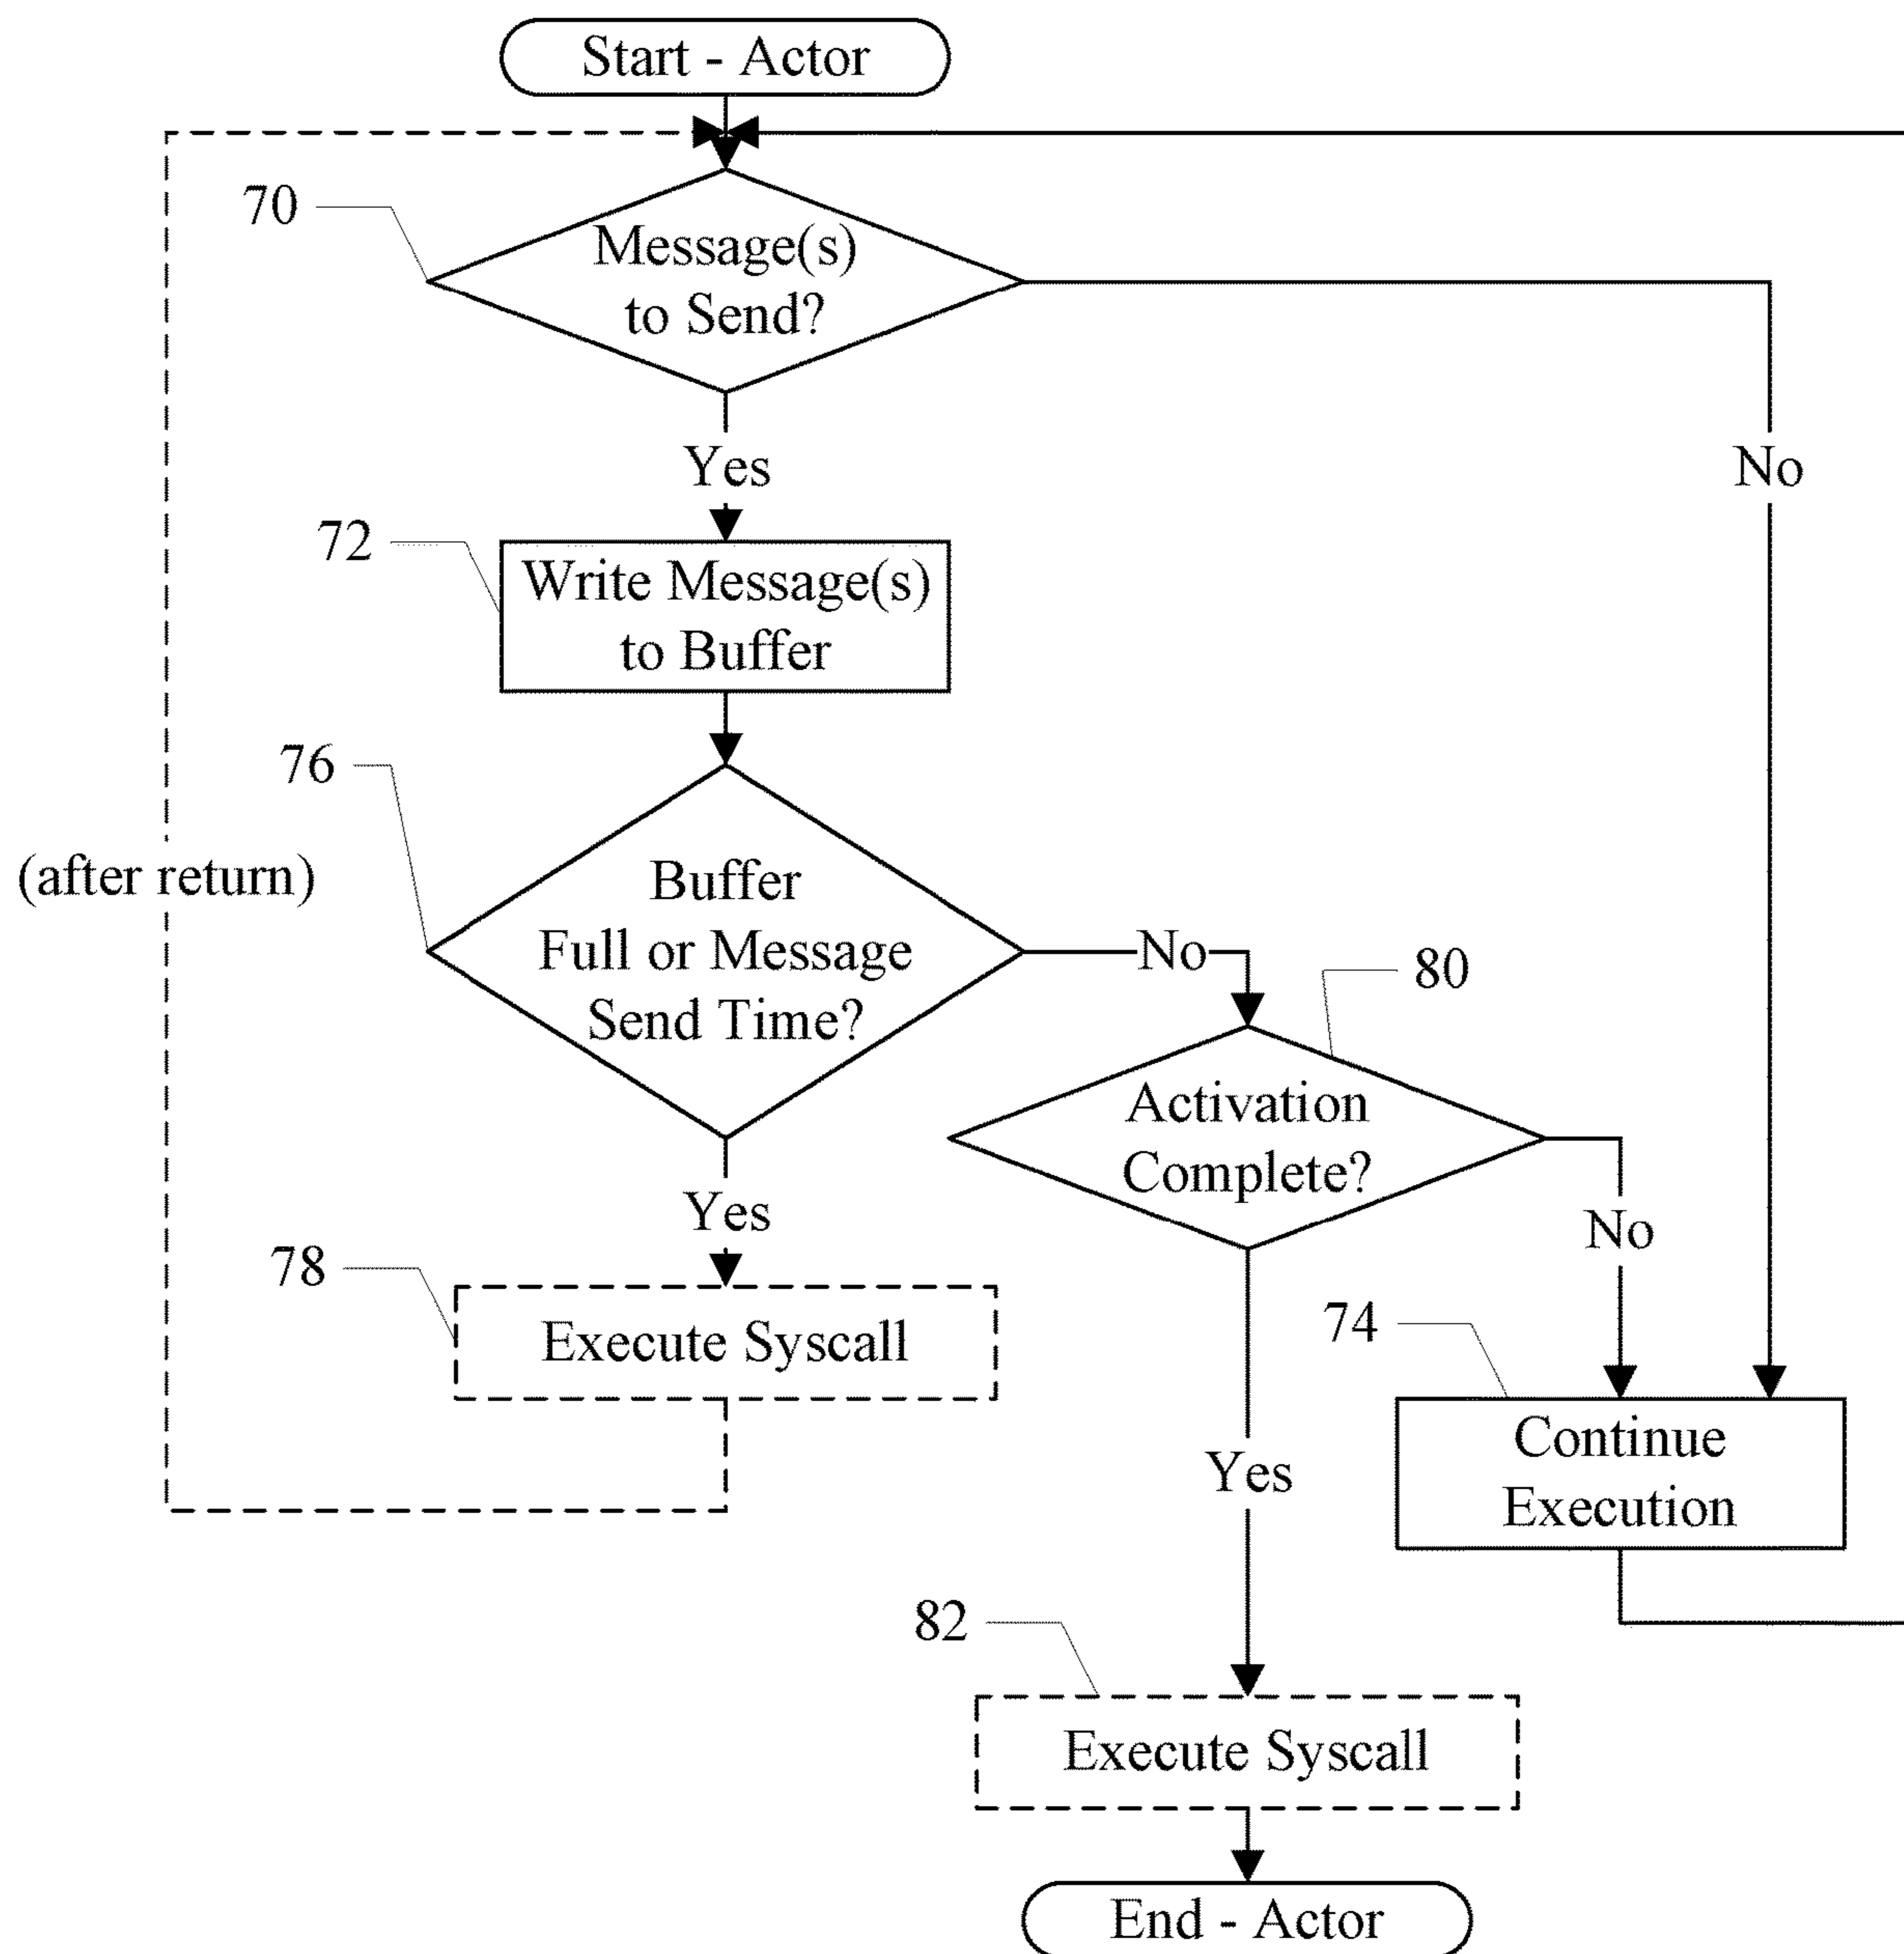 Start - Actor
70
Message(s)
to Send?
Yes
No
72
Write Message(s)
to Buffer
76
(after return)
Buffer
Full or Message
Send Time?
No
80
Activation
Complete?
Yes
No
78
Execute Syscall
74
Continue
Execution
Yes
82
Execute Syscall
End - Actor